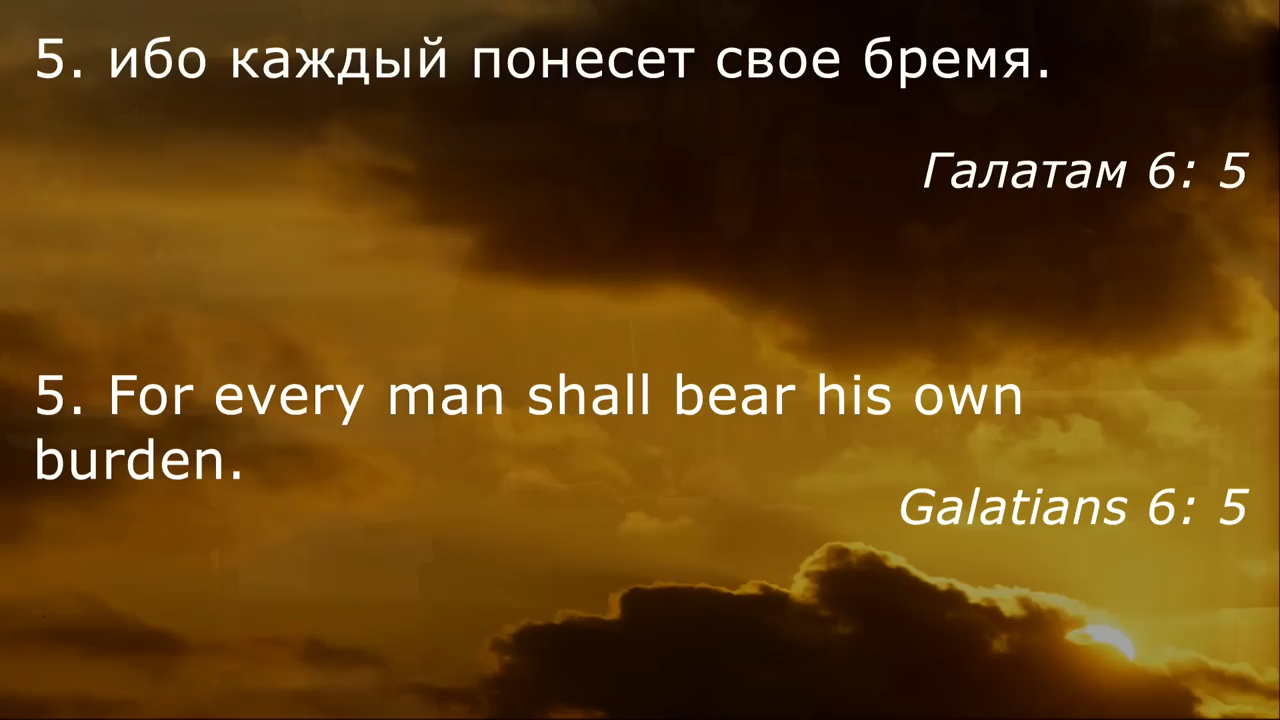 5. ибо каждый понесет свое бремя.
Галатам 6: 5
5. For every man shall bear his own
burden.
Galatians 6: 5